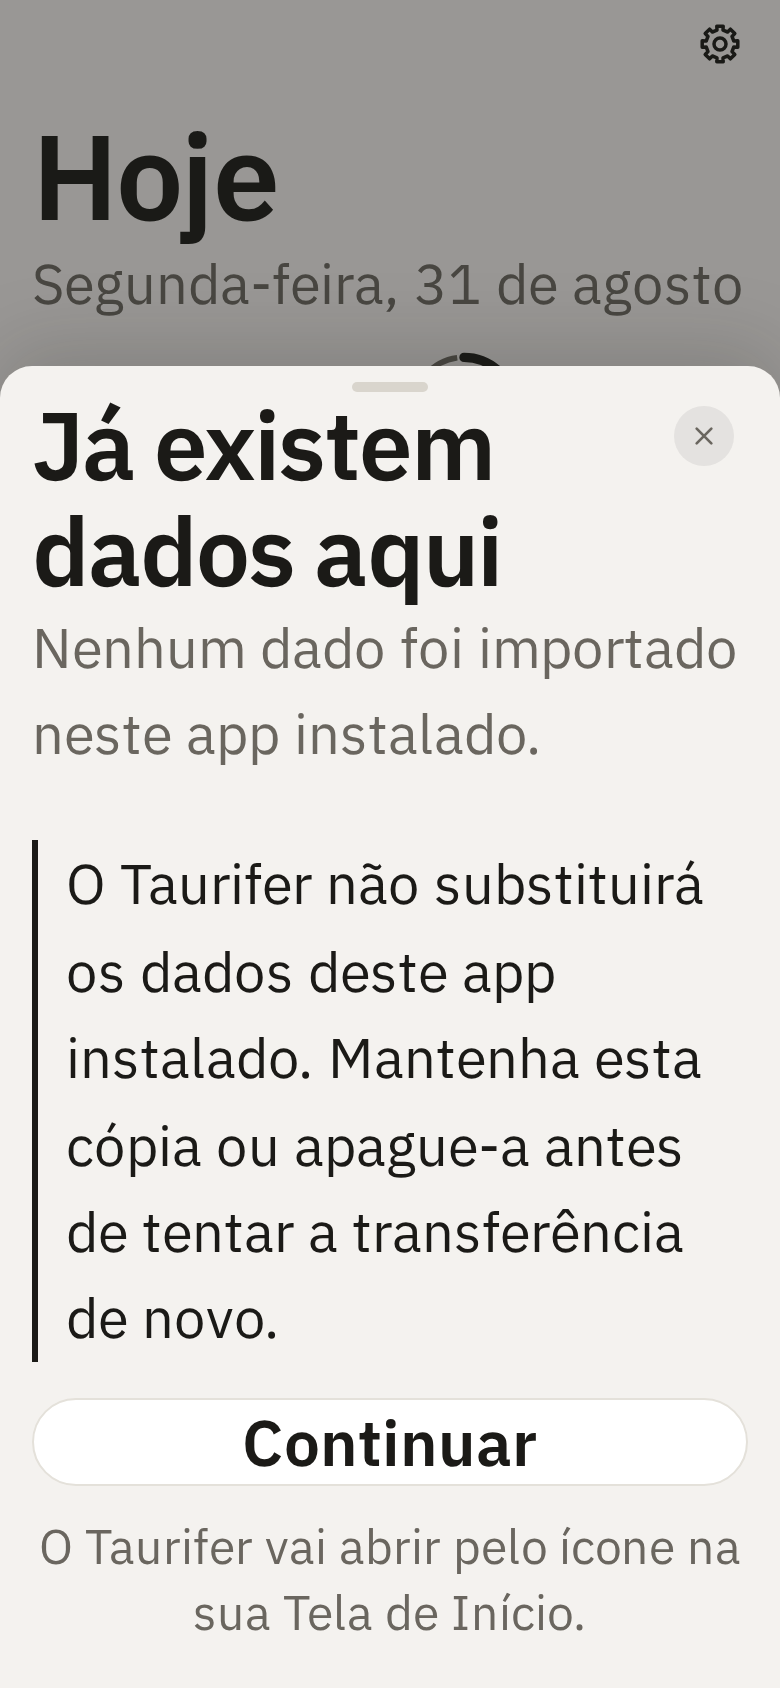 Hoje
Segunda-feira, 31 de agosto
Já existem
dados aqui
Nenhum dado foi importado
neste app instalado.
O Taurifer não substituirá
os dados deste app
instalado. Mantenha esta
cópia ou apague-a antes
de tentar a transferência
de novo.
Continuar
O Taurifer vai abrir pelo ícone na
sua Tela de Início.